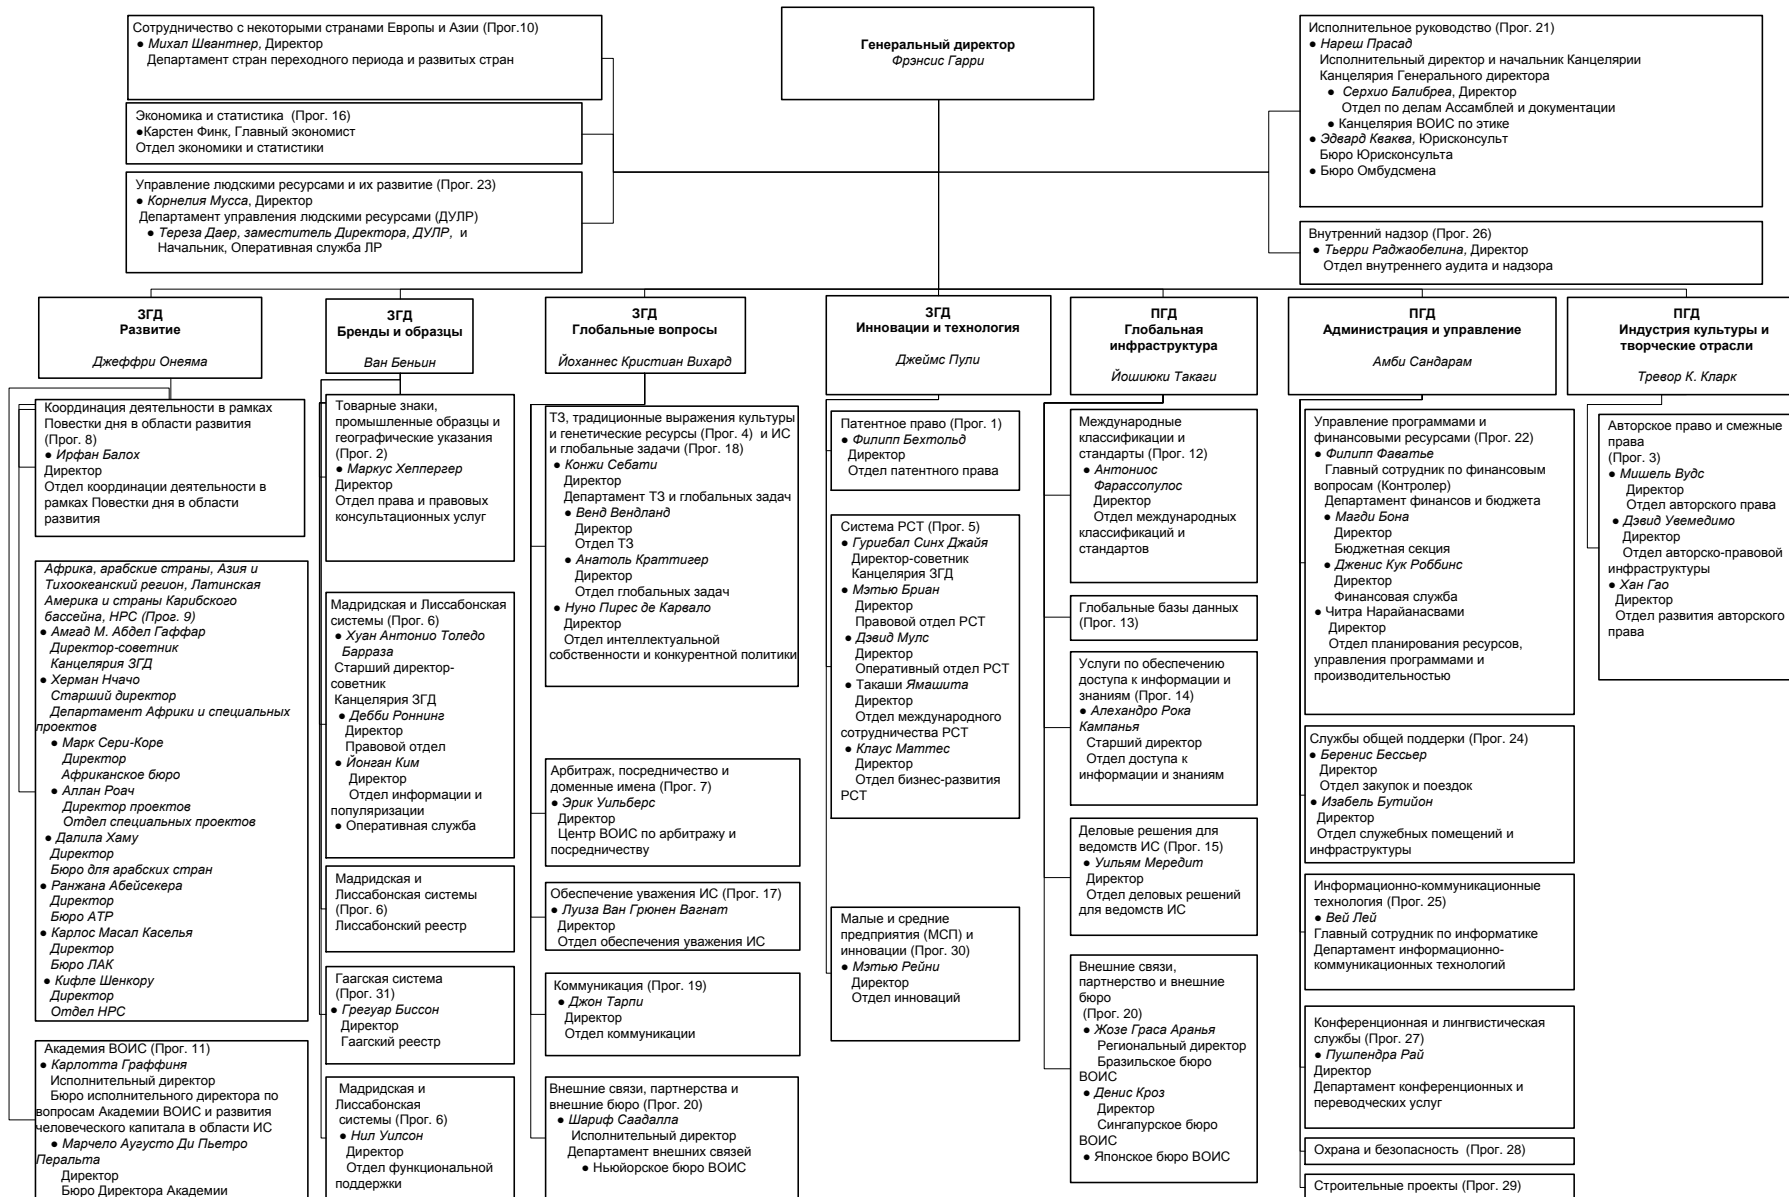 Сотрудничество с некоторыми странами Европы и Азии (Прог.10)
● Михал Швантнер, Директор
Департамент стран переходного периода и развитых стран
Экономика и статистика (Прог. 16)
●Карстен Финк, Главный экономист
Отдел экономики и статистики
Управление людскими ресурсами и их развитие (Прог. 23)
● Корнелия Мусса, Директор
Департамент управления людскими ресурсами (ДУЛР)
● Тереза Даер, заместитель Директора, ДУЛР, и
Начальник, Оперативная служба ЛР
Генеральный директор
Фрэнсис Гарри
Исполнительное руководство (Прог. 21)
● Нареш Прасад
Исполнительный директор и начальник Канцелярии
Канцелярия Генерального директора
● Серхио Балибреа, Директор
Отдел по делам Ассамблей и документации
● Канцелярия ВОИС по этике
● Эдвард Кваква, Юрисконсульт
Бюро Юрисконсульта
● Бюро Омбудсмена
Внутренний надзор (Прог. 26)
● Тьерри Раджаобелина, Директор
Отдел внутреннего аудита и надзора
ЗГД
Развитие
Джеффри Онеяма
Координация деятельности в рамках
Повестки дня в области развития
(Прог. 8)
● Ирфан Балох
Директор
Отдел координации деятельности в
рамках Повестки дня в области
развития
Африка, арабские страны, Азия и
Тихоокеанский регион, Латинская
Америка и страны Карибского
бассейна, НРС (Прог. 9)
● Амгад М. Абдел Гаффар
Директор-советник
Канцелярия ЗГД
● Херман Нчачо
Старший директор
Департамент Африки и специальных
проектов
● Марк Сери-Коре
Директор
Африканское бюро
● Аллан Роач
Директор проектов
Отдел специальных проектов
● Далила Хаму
Директор
Бюро для арабских стран
● Ранжана Абейсекера
Директор
Бюро АТР
● Карлос Масал Каселья
Директор
Бюро ЛАК
● Кифле Шенкору
Директор
Отдел НРС
Академия ВОИС (Прог. 11)
● Карлотта Граффиня
Исполнительный директор
Бюро исполнительного директора по
вопросам Академии ВОИС и развития
человеческого капитала в области ИС
● Марчело Аугусто Ди Пьетро
Перальта
Директор
Бюро Директора Академии
ЗГД
Бренды и образцы
Ван Беньин
Товарные знаки,
промышленные образцы и
географические указания
(Прог. 2)
● Маркус Хеппергер
Директор
Отдел права и правовых
консультационных услуг
Мадридская и Лиссабонская
системы (Прог. 6)
● Хуан Антонио Толедо
Барраза
Старший директор-
советник
Канцелярия ЗГД
● Дебби Роннинг
Директор
Правовой отдел
● Йонган Ким
Директор
Отдел информации и
популяризации
● Оперативная служба
Мадридская и
Лиссабонская системы
(Прог. 6)
Лиссабонский реестр
Гаагская система
(Прог. 31)
● Грегуар Биссон
Директор
Гаагский реестр
Мадридская и
Лиссабонская
системы (Прог. 6)
● Нил Уилсон
Директор
Отдел функциональной
поддержки
ЗГД
Глобальные вопросы
Йоханнес Кристиан Вихард
ТЗ, традиционные выражения культуры
и генетические ресурсы (Прог. 4) и ИС
и глобальные задачи (Прог. 18)
● Конжи Себати
Директор
Департамент ТЗ и глобальных задач
● Венд Вендланд
Директор
Отдел ТЗ
● Анатоль Краттигер
Директор
Отдел глобальных задач
● Нуно Пирес де Карвало
Директор
Отдел интеллектуальной
собственности и конкурентной политики
Арбитраж, посредничество и
доменные имена (Прог. 7)
● Эрик Уильберс
Директор
Центр ВОИС по арбитражу и
посредничеству
Обеспечение уважения ИС (Прог. 17)
● Луиза Ван Грюнен Вагнат
Директор
Отдел обеспечения уважения ИС
Коммуникация (Прог. 19)
● Джон Тарпи
Директор
Отдел коммуникации
Внешние связи, партнерства и
внешние бюро (Прог. 20)
● Шариф Саадалла
Исполнительный директор
Департамент внешних связей
● Ньюйорское бюро ВОИС
ЗГД
Инновации и технология
Джеймс Пули
Патентное право (Прог. 1)
● Филипп Бехтольд
Директор
Отдел патентного права
Система РСТ (Прог. 5)
● Гуригбал Синх Джайя
Директор-советник
Канцелярия ЗГД
● Мэтью Бриан
Директор
Правовой отдел РСТ
● Дэвид Мулс
Директор
Оперативный отдел РСТ
● Такаши Ямашита
Директор
Отдел международного
сотрудничества РСТ
● Клаус Маттес
Директор
Отдел бизнес-развития
РСТ
Малые и средние
предприятия (МСП) и
инновации (Прог. 30)
● Мэтью Рейни
Директор
Отдел инноваций
ПГД
Глобальная
инфраструктура
Йошиюки Такаги
Международные
классификации и
стандарты (Прог. 12)
● Антониос
Фарассопулос
Директор
Отдел международных
классификаций и
стандартов
Глобальные базы данных
(Прог. 13)
Услуги по обеспечению
доступа к информации и
знаниям (Прог. 14)
● Алехандро Рока
Кампанья
Старший директор
Отдел доступа к
информации и знаниям
Деловые решения для
ведомств ИС (Прог. 15)
● Уильям Мередит
Директор
Отдел деловых решений
для ведомств ИС
Внешние связи,
партнерство и внешние
бюро
(Прог. 20)
● Жозе Граса Аранья
Региональный директор
Бразильское бюро
ВОИС
● Денис Кроз
Директор
Сингапурское бюро
ВОИС
● Японское бюро ВОИС
ПГД
Администрация и управление
Амби Сандарам
Управление программами и
финансовыми ресурсами (Прог. 22)
● Филипп Фаватье
Главный сотрудник по финансовым
вопросам (Контролер)
Департамент финансов и бюджета
● Магди Бона
Директор
Бюджетная секция
● Дженис Кук Роббинс
Директор
Финансовая служба
● Читра Нарайанасвами
Директор
Отдел планирования ресурсов,
управления программами и
производительностью
Службы общей поддержки (Прог. 24)
● Беренис Бессьер
Директор
Отдел закупок и поездок
● Изабель Бутийон
Директор
Отдел служебных помещений и
инфраструктуры
Информационно-коммуникационные
технология (Прог. 25)
● Вей Лей
Главный сотрудник по информатике
Департамент информационно-
коммуникационных технологий
Конференционная и лингвистическая
службы (Прог. 27)
● Пушпендра Рай
Директор
Департамент конференционных и
переводческих услуг
Охрана и безопасность (Прог. 28)
Строительные проекты (Прог. 29)
ПГД
Индустрия культуры и
творческие отрасли
Тревор К. Кларк
Авторское право и смежные
права
(Прог. 3)
● Мишель Вудс
Директор
Отдел авторского права
● Дэвид Увемедимо
Директор
Отдел авторско-правовой
инфраструктуры
● Хан Гао
Директор
Отдел развития авторского
права